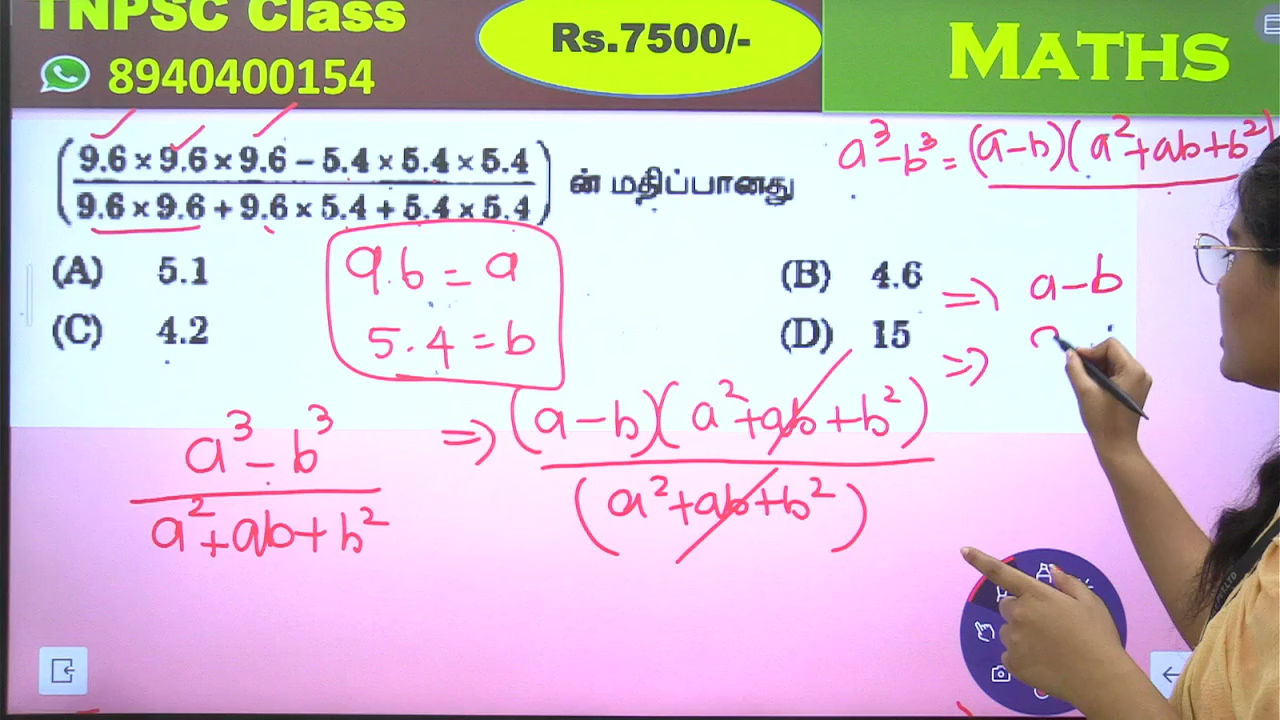 TNPSC Class
8940400154
Rs.7500/-
MATHS
a³-b³=(a-b)(a²+ab+b²)
(9.6 × 9.6 × 9.6 – 5.4 × 5.4 × 5.4
9.6 × 9.6 + 9.6 × 5.4 + 5.4 × 5.4) ன் மதிப்பானது
(A) 5.1
(B) 4.6
(C) 4.2
(D) 15
9.6 = a
5.4 = b
=> a-b
=>
a³-b³
a²+ab+b²
=> (a-b)(a²+ab+b²)
(a²+ab+b²)